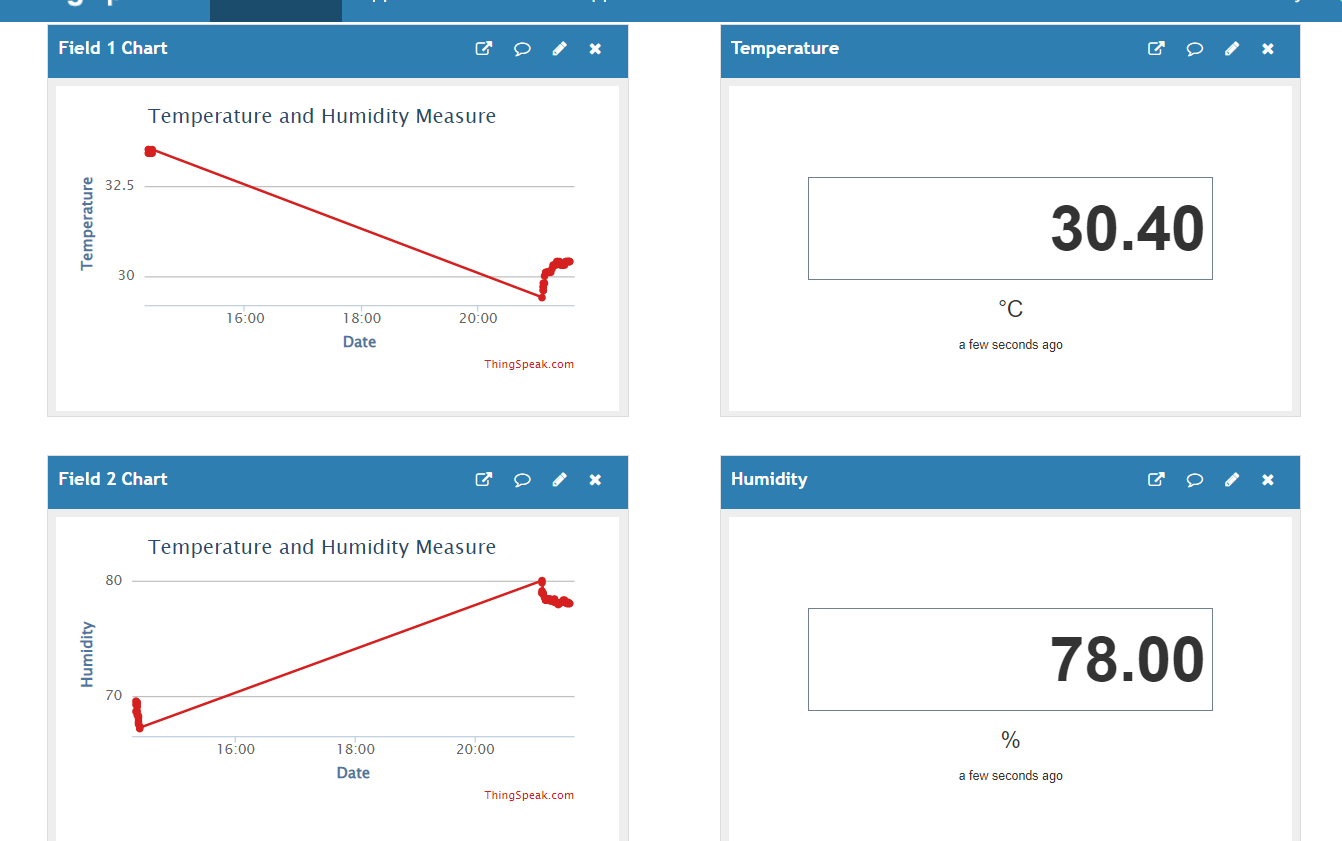 Field 1 Chart
Temperature and Humidity Measure
Temperature
32.5
30
16:00 18:00 20:00
Date
ThingSpeak.com
Temperature
30.40
°C
a few seconds ago
Field 2 Chart
Temperature and Humidity Measure
Humidity
80
70
16:00 18:00 20:00
Date
ThingSpeak.com
Humidity
78.00
%
a few seconds ago